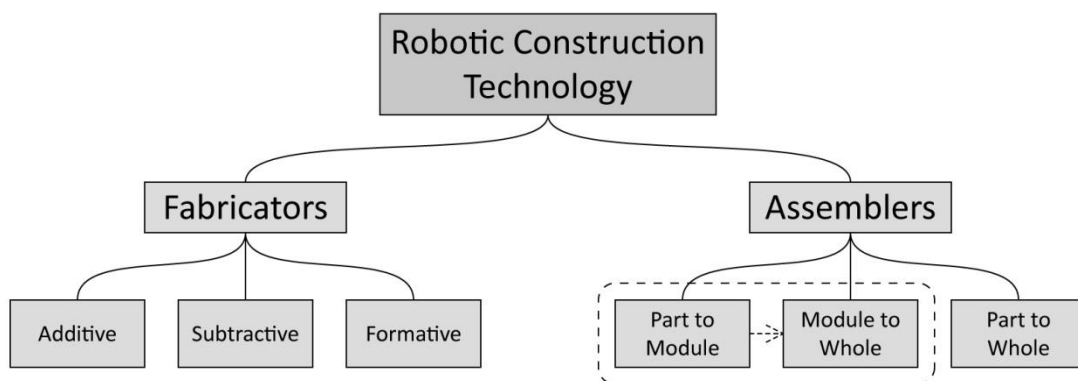 Robotic Construction
Technology
Fabricators
Assemblers
Additive
Subtractive
Formative
Part to
Module
Module to
Whole
Part to
Whole